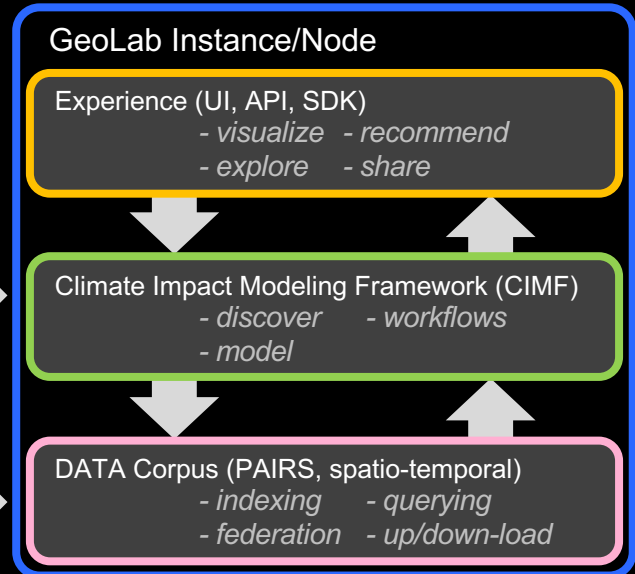 GeoLab Instance/Node
Experience (UI, API, SDK)
- visualize - recommend
- explore - share
Climate Impact Modeling Framework (CIMF)
- discover - workflows
- model
DATA Corpus (PAIRS, spatio-temporal)
- indexing - querying
- federation - up/down-load